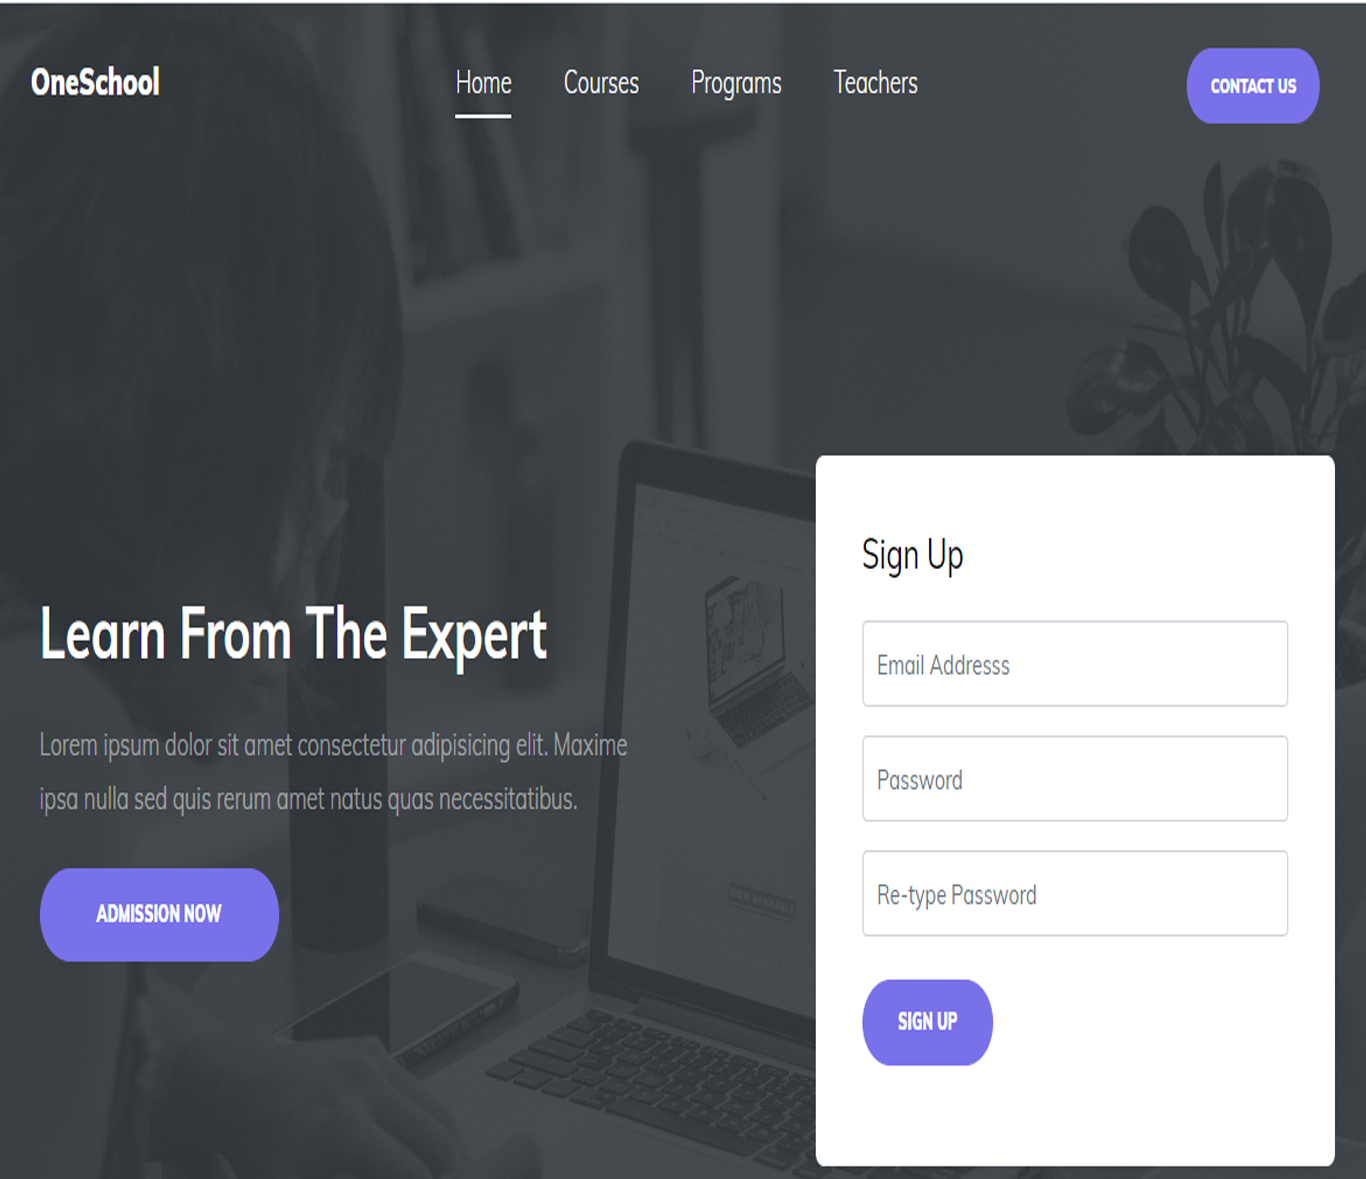 OneSchool
Home Courses Programs Teachers
CONTACT US
Learn From The Expert
Lorem ipsum dolor sit amet consectetur adipisicing elit. Maxime
ipsa nulla sed quis rerum amet natus quas necessitatibus.
ADMISSION NOW
Sign Up
Email Addresss
Password
Re-type Password
SIGN UP
NOW AVAILABLE